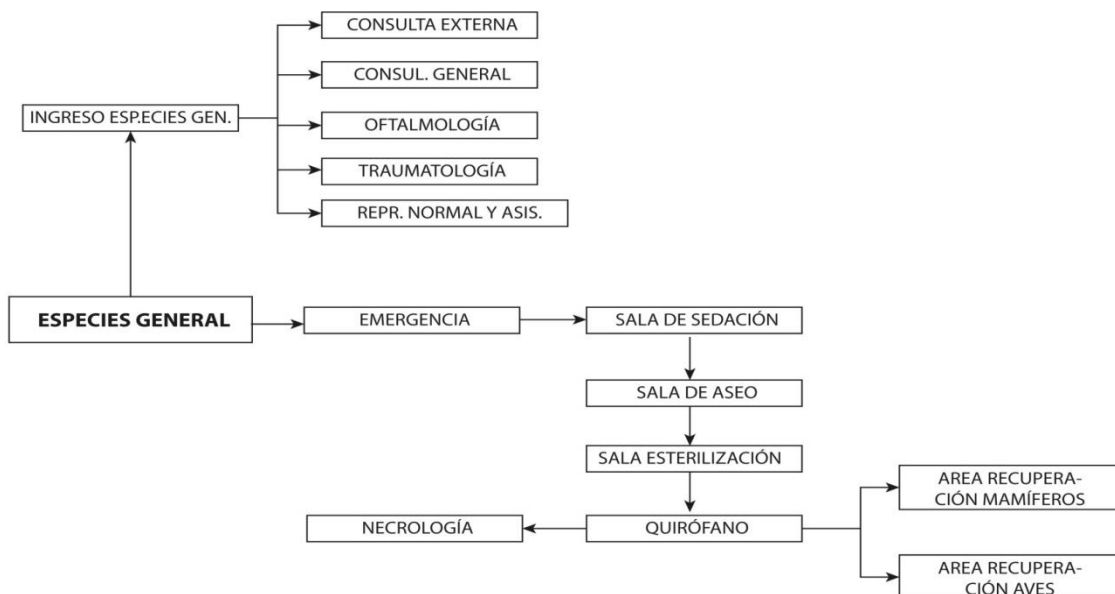 CONSULTA EXTERNA
CONSUL. GENERAL
INGRESO ESP.ECIES GEN.
OFTALMOLOGÍA
TRAUMATOLOGÍA
REPR. NORMAL Y ASIS.
ESPECIES GENERAL
EMERGENCIA
SALA DE SEDACIÓN
SALA DE ASEO
SALA ESTERILIZACIÓN
AREA RECUPERA-
CIÓN MAMÍFEROS
NECROLOGÍA
QUIRÓFANO
AREA RECUPERA-
CIÓN AVES